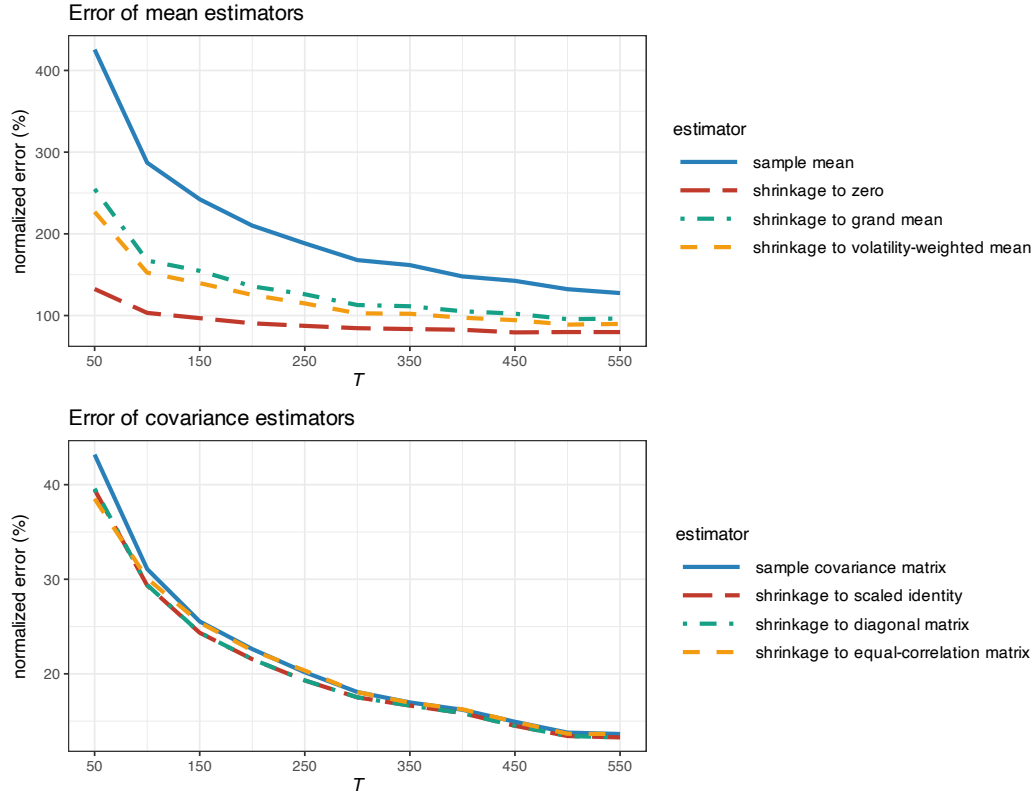 Error of mean estimators
normalized error (%)
400
300
200
100
50
150
250
350
450
550
T
estimator
sample mean
shrinkage to zero
shrinkage to grand mean
shrinkage to volatility-weighted mean
Error of covariance estimators
normalized error (%)
40
30
20
50
150
250
350
450
550
T
estimator
sample covariance matrix
shrinkage to scaled identity
shrinkage to diagonal matrix
shrinkage to equal-correlation matrix